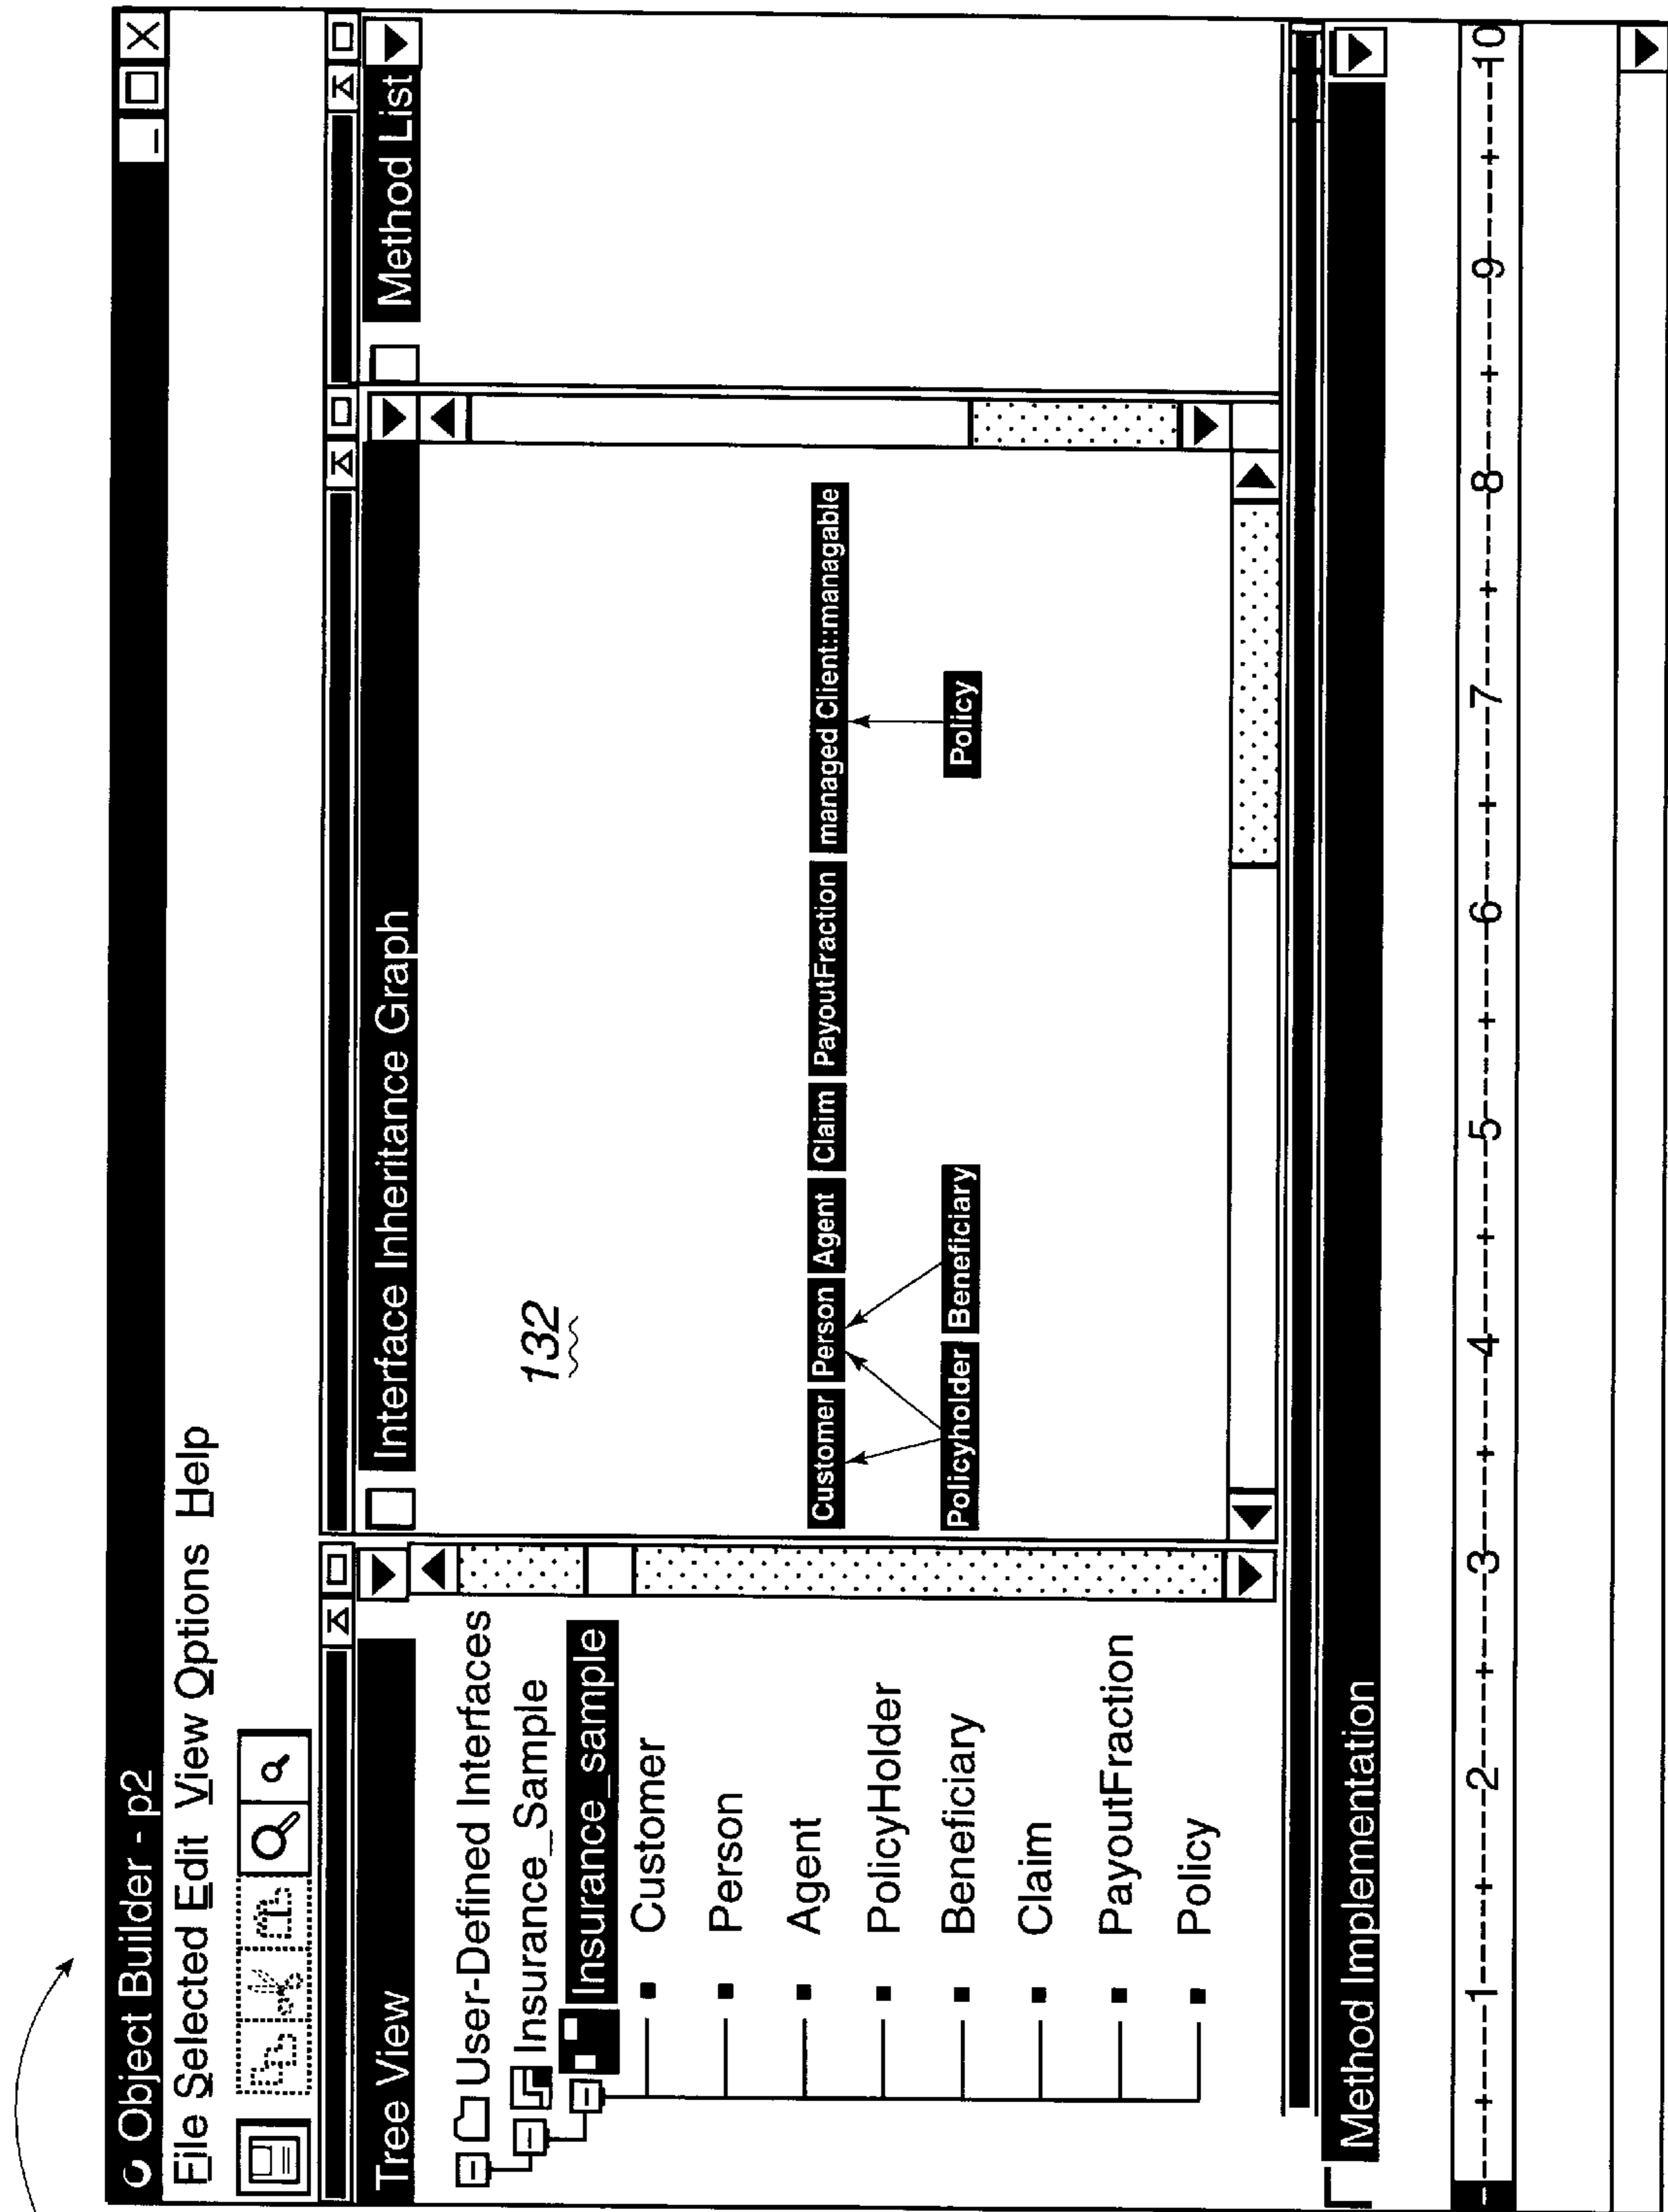 Object Builder - p2
File Selected Edit View Options Help
Tree View
User-Defined Interfaces
Insurance_Sample
Insurance_sample
Customer
Person
Agent
PolicyHolder
Beneficiary
Claim
PayoutFraction
Policy
Interface Inheritance Graph
132
Customer Person Agent Claim PayoutFraction managed Client::managable
Policyholder Beneficiary Policy
Method List
Method Implementation
----+----1----+----2----+----3----+----4----+----5----+----6----+----7----+----8----+----9----+----10